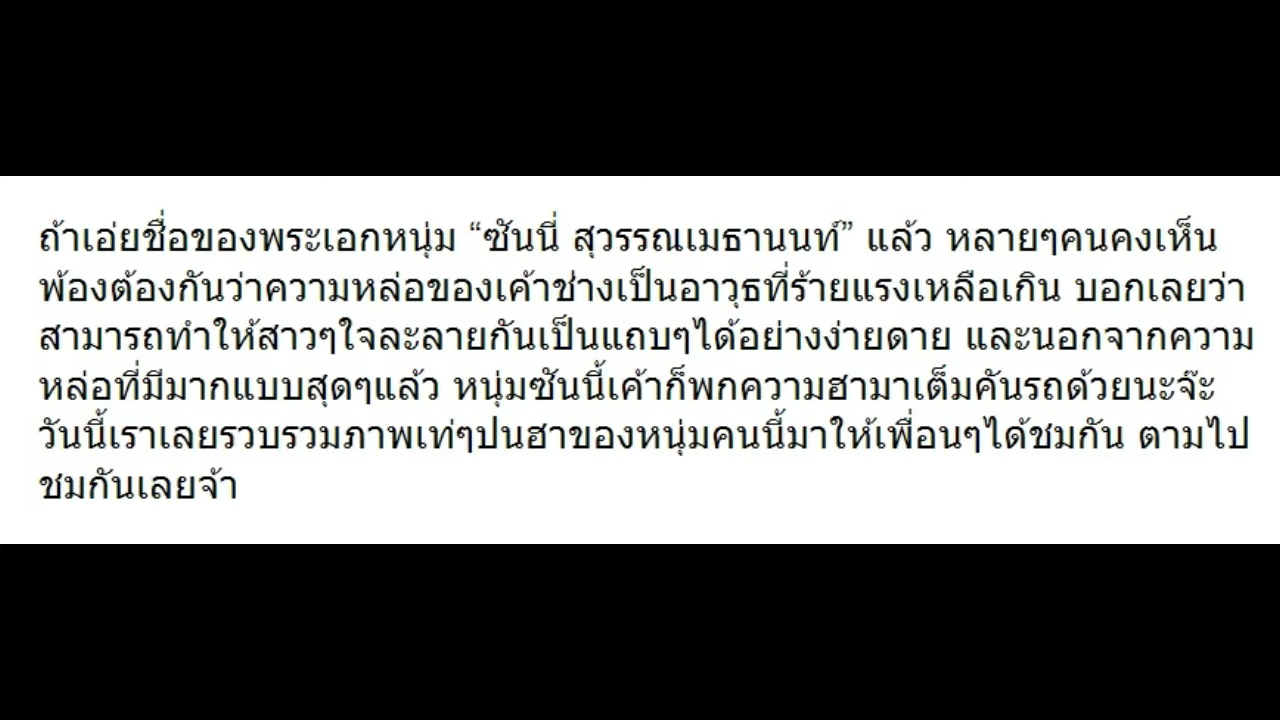 ถ้าเอ่ยชื่อของพระเอกหนุ่ม “ซันนี่ สุวรรณเมธานนท์” แล้ว หลายๆคนคงเห็น
พ้องต้องกันว่าความหล่อของเค้าช่างเป็นอาวุธที่ร้ายแรงเหลือเกิน บอกเลยว่า
สามารถทำให้สาวๆใจละลายกันเป็นแถบๆได้อย่างง่ายดาย และนอกจากความ
หล่อที่มีมากแบบสุดๆแล้ว หนุ่มซันนี้เค้าก็พกความฮามาเต็มคันรถด้วยนะจ๊ะ
วันนี้เราเลยรวบรวมภาพเท่ๆปนฮาของหนุ่มคนนี้มาให้เพื่อนๆได้ชมกัน ตามไป
ชมกันเลยจ้า